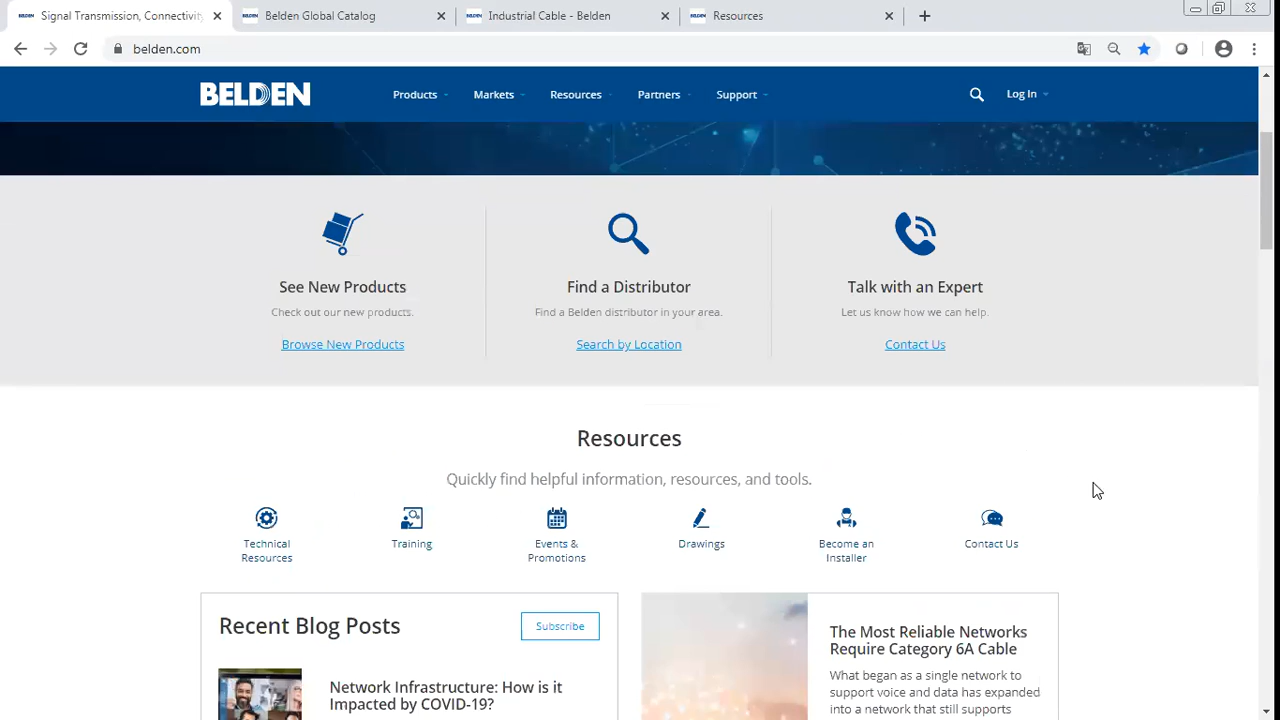 Signal Transmission, Connectivity
Belden Global Catalog
Industrial Cable - Belden
Resources
belden.com
BELDEN
Products
Markets
Resources
Partners
Support
Log In
See New Products
Check out our new products.
Browse New Products
Find a Distributor
Find a Belden distributor in your area.
Search by Location
Talk with an Expert
Let us know how we can help.
Contact Us
Resources
Quickly find helpful information, resources, and tools.
Technical
Resources
Training
Events &
Promotions
Drawings
Become an
Installer
Contact Us
Recent Blog Posts
Subscribe
Network Infrastructure: How is it
Impacted by COVID-19?
The Most Reliable Networks
Require Category 6A Cable
What began as a single network to
support voice and data has expanded
into a network that still supports